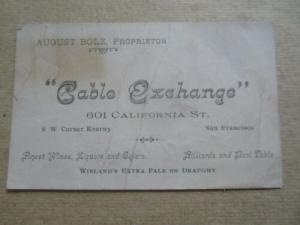 AUGUST BOLZ, PROPRIETOR
"Cable Exchange"
601 CALIFORNIA ST.
S. W. Corner Kearny San Francisco
Finest Wines, Liquors and Cigars. Billiards and Pool Table
WIELAND'S EXTRA PALE ON DRAUGHT